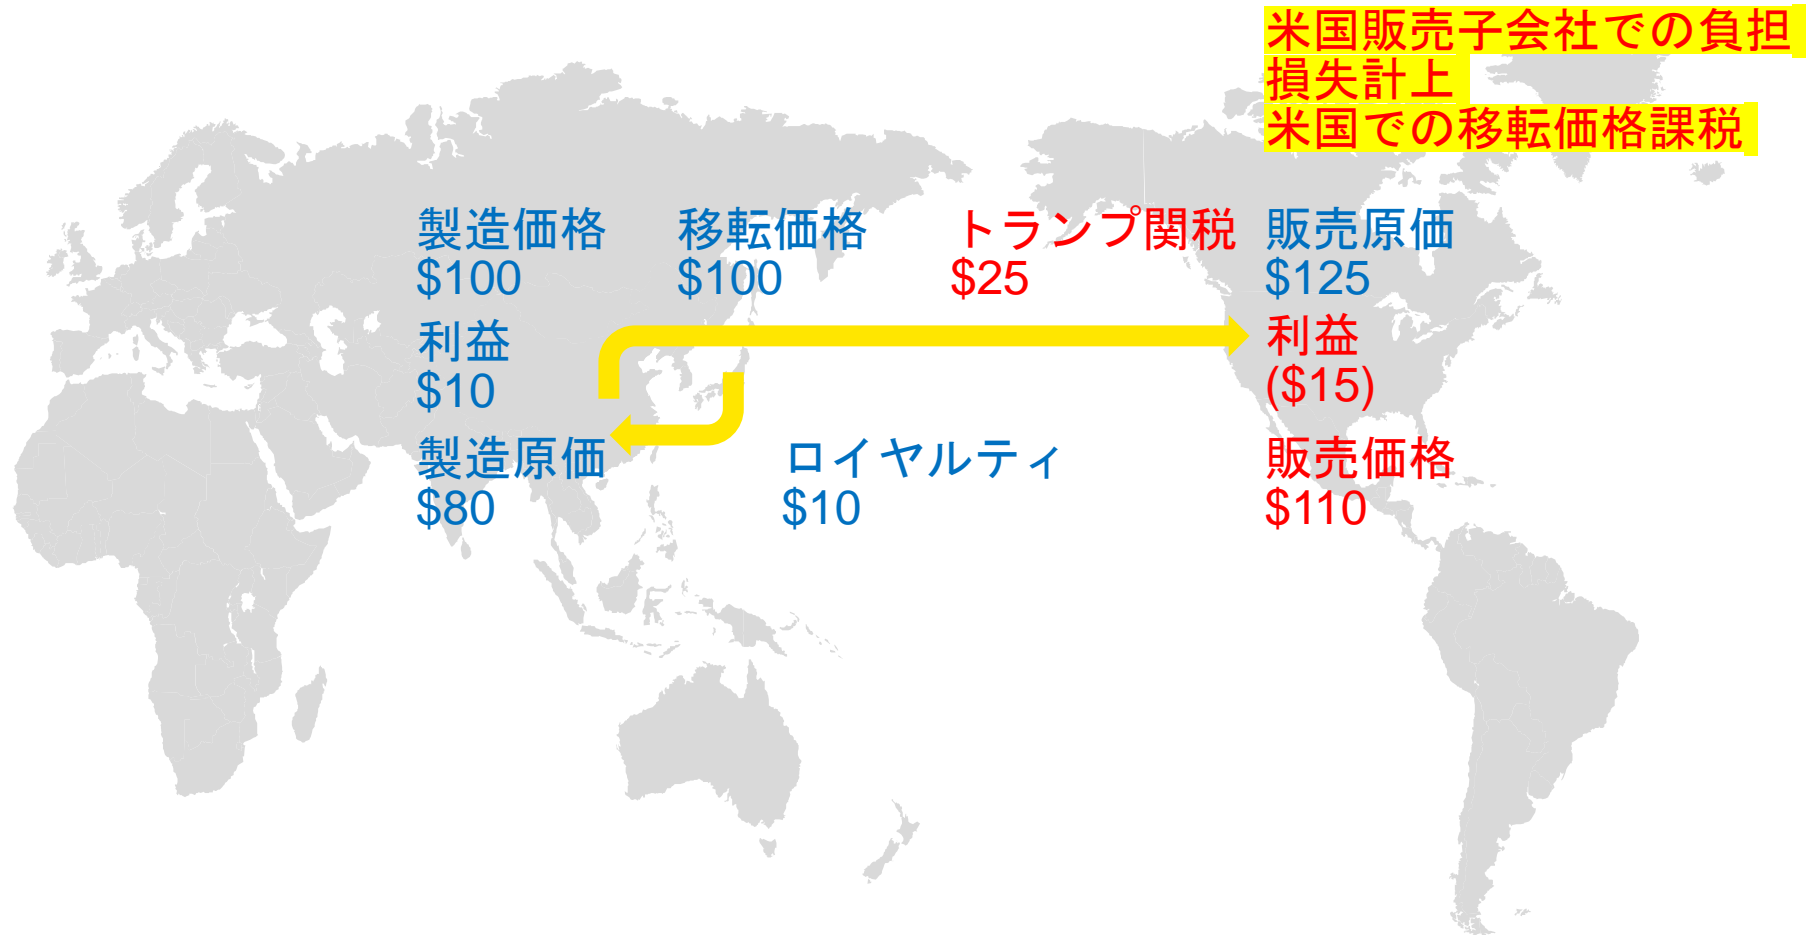 米国販売子会社での負担
損失計上
米国での移転価格課税
製造価格
$100
移転価格
$100
トランプ関税
$25
販売原価
$125
利益
$10
利益
($15)
製造原価
$80
ロイヤルティ
$10
販売価格
$110